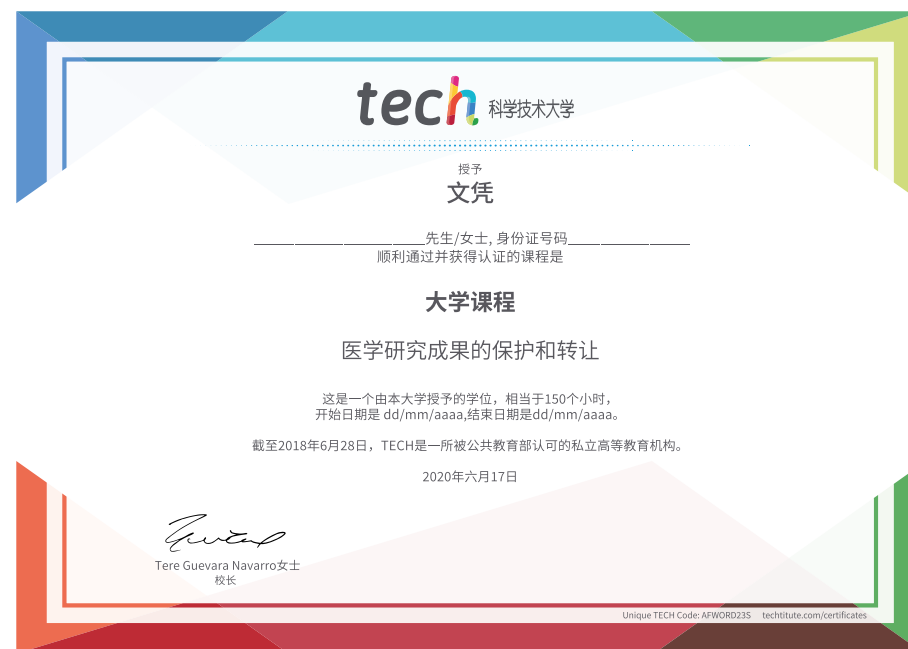 tech 科学技术大学
授予
文凭
____________________先生/女士, 身份证号码_______________
顺利通过并获得认证的课程是
大学课程
医学研究成果的保护和转让
这是一个由本大学授予的学位，相当于150个小时，
开始日期是 dd/mm/aaaa,结束日期是dd/mm/aaaa。
截至2018年6月28日，TECH是一所被公共教育部认可的私立高等教育机构。
2020年六月17日
Tere Guevara Navarro女士
校长
Unique TECH Code: AFWORD23S techtitute.com/certificates